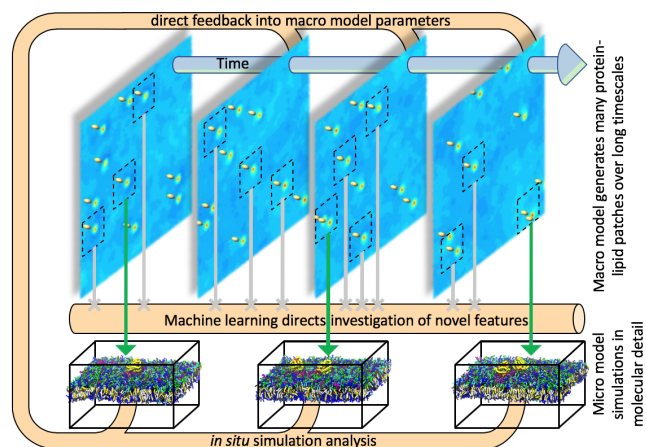 direct feedback into macro model parameters
Time
Macro model generates many protein-
lipid patches over long timescales
Machine learning directs investigation of novel features
Micro model
simulations in
molecular detail
in situ simulation analysis